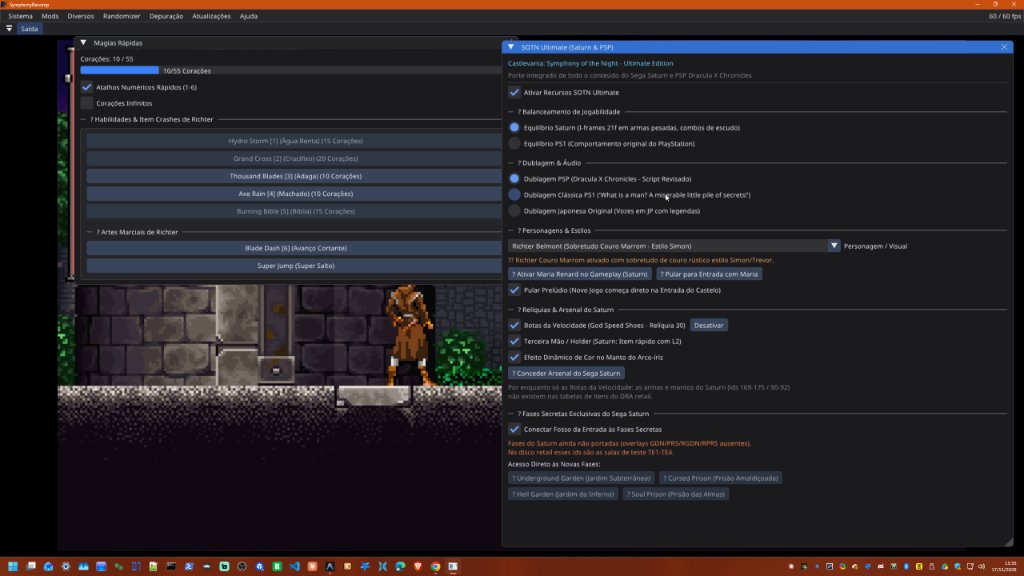 SymphonyRecomp
Sistema Mods Diversos Randomizer Depuração Atualizações Ajuda
60 / 60 fps
Saída
Magias Rápidas
Corações: 10 / 55
10/55 Corações
Atalhos Numéricos Rápidos (1-6)
Corações Infinitos
? Habilidades & Item Crashes de Richter
Hydro Storm [1] (Água Benta) (15 Corações)
Grand Cross [2] (Crucifixo) (20 Corações)
Thousand Blades [3] (Adaga) (10 Corações)
Axe Rain [4] (Machado) (10 Corações)
Burning Bible [5] (Bíblia) (15 Corações)
? Artes Marciais de Richter
Blade Dash [6] (Avanço Cortante)
Super Jump (Super Salto)
SOTN Ultimate (Saturn & PSP)
Castlevania: Symphony of the Night - Ultimate Edition
Porte integrado de todo o conteúdo do Sega Saturn e PSP Dracula X Chronicles
Ativar Recursos SOTN Ultimate
? Balanceamento de Jogabilidade
Equilíbrio Saturn (I-frames 21f em armas pesadas, combos de escudo)
Equilíbrio PS1 (Comportamento original do PlayStation)
? Dublagem & Áudio
Dublagem PSP (Dracula X Chronicles - Script Revisado)
Dublagem Clássica PS1 ("What is a man? A miserable little pile of secrets!")
Dublagem Japonesa Original (Vozes em JP com legendas)
? Personagens & Estilos
Richter Belmont (Sobretudo Couro Marrom - Estilo Simon)
Personagem / Visual
?? Richter Couro Marrom ativado com sobretudo de couro rústico estilo Simon/Trevor.
? Ativar Maria Renard no Gameplay (Saturn)
? Pular para Entrada com Maria
Pular Prelúdio (Novo Jogo começa direto na Entrada do Castelo)
? Relíquias & Arsenal do Saturn
Botas da Velocidade (God Speed Shoes - Relíquia 30)
Desativar
Terceira Mão / Holder (Saturn: Item rápido com L2)
Efeito Dinâmico de Cor no Manto do Arco-íris
? Conceder Arsenal do Sega Saturn
Por enquanto só as Botas da Velocidade: as armas e mantos do Saturn (ids 169-175 / 90-92)
não existem nas tabelas de itens do DRA retail.
? Fases Secretas Exclusivas do Sega Saturn
Conectar Fosso da Entrada às Fases Secretas
Fases do Saturn ainda não portadas (overlays GDN/PRS/RGDN/RPRS ausentes).
No disco retail esses ids são as salas de teste TE1-TE4.
Acesso Direto às Novas Fases:
? Underground Garden (Jardim Subterrâneo)
? Cursed Prison (Prisão Amaldiçoada)
? Hell Garden (Jardim do Inferno)
? Soul Prison (Prisão das Almas)
15:35
17/11/2025